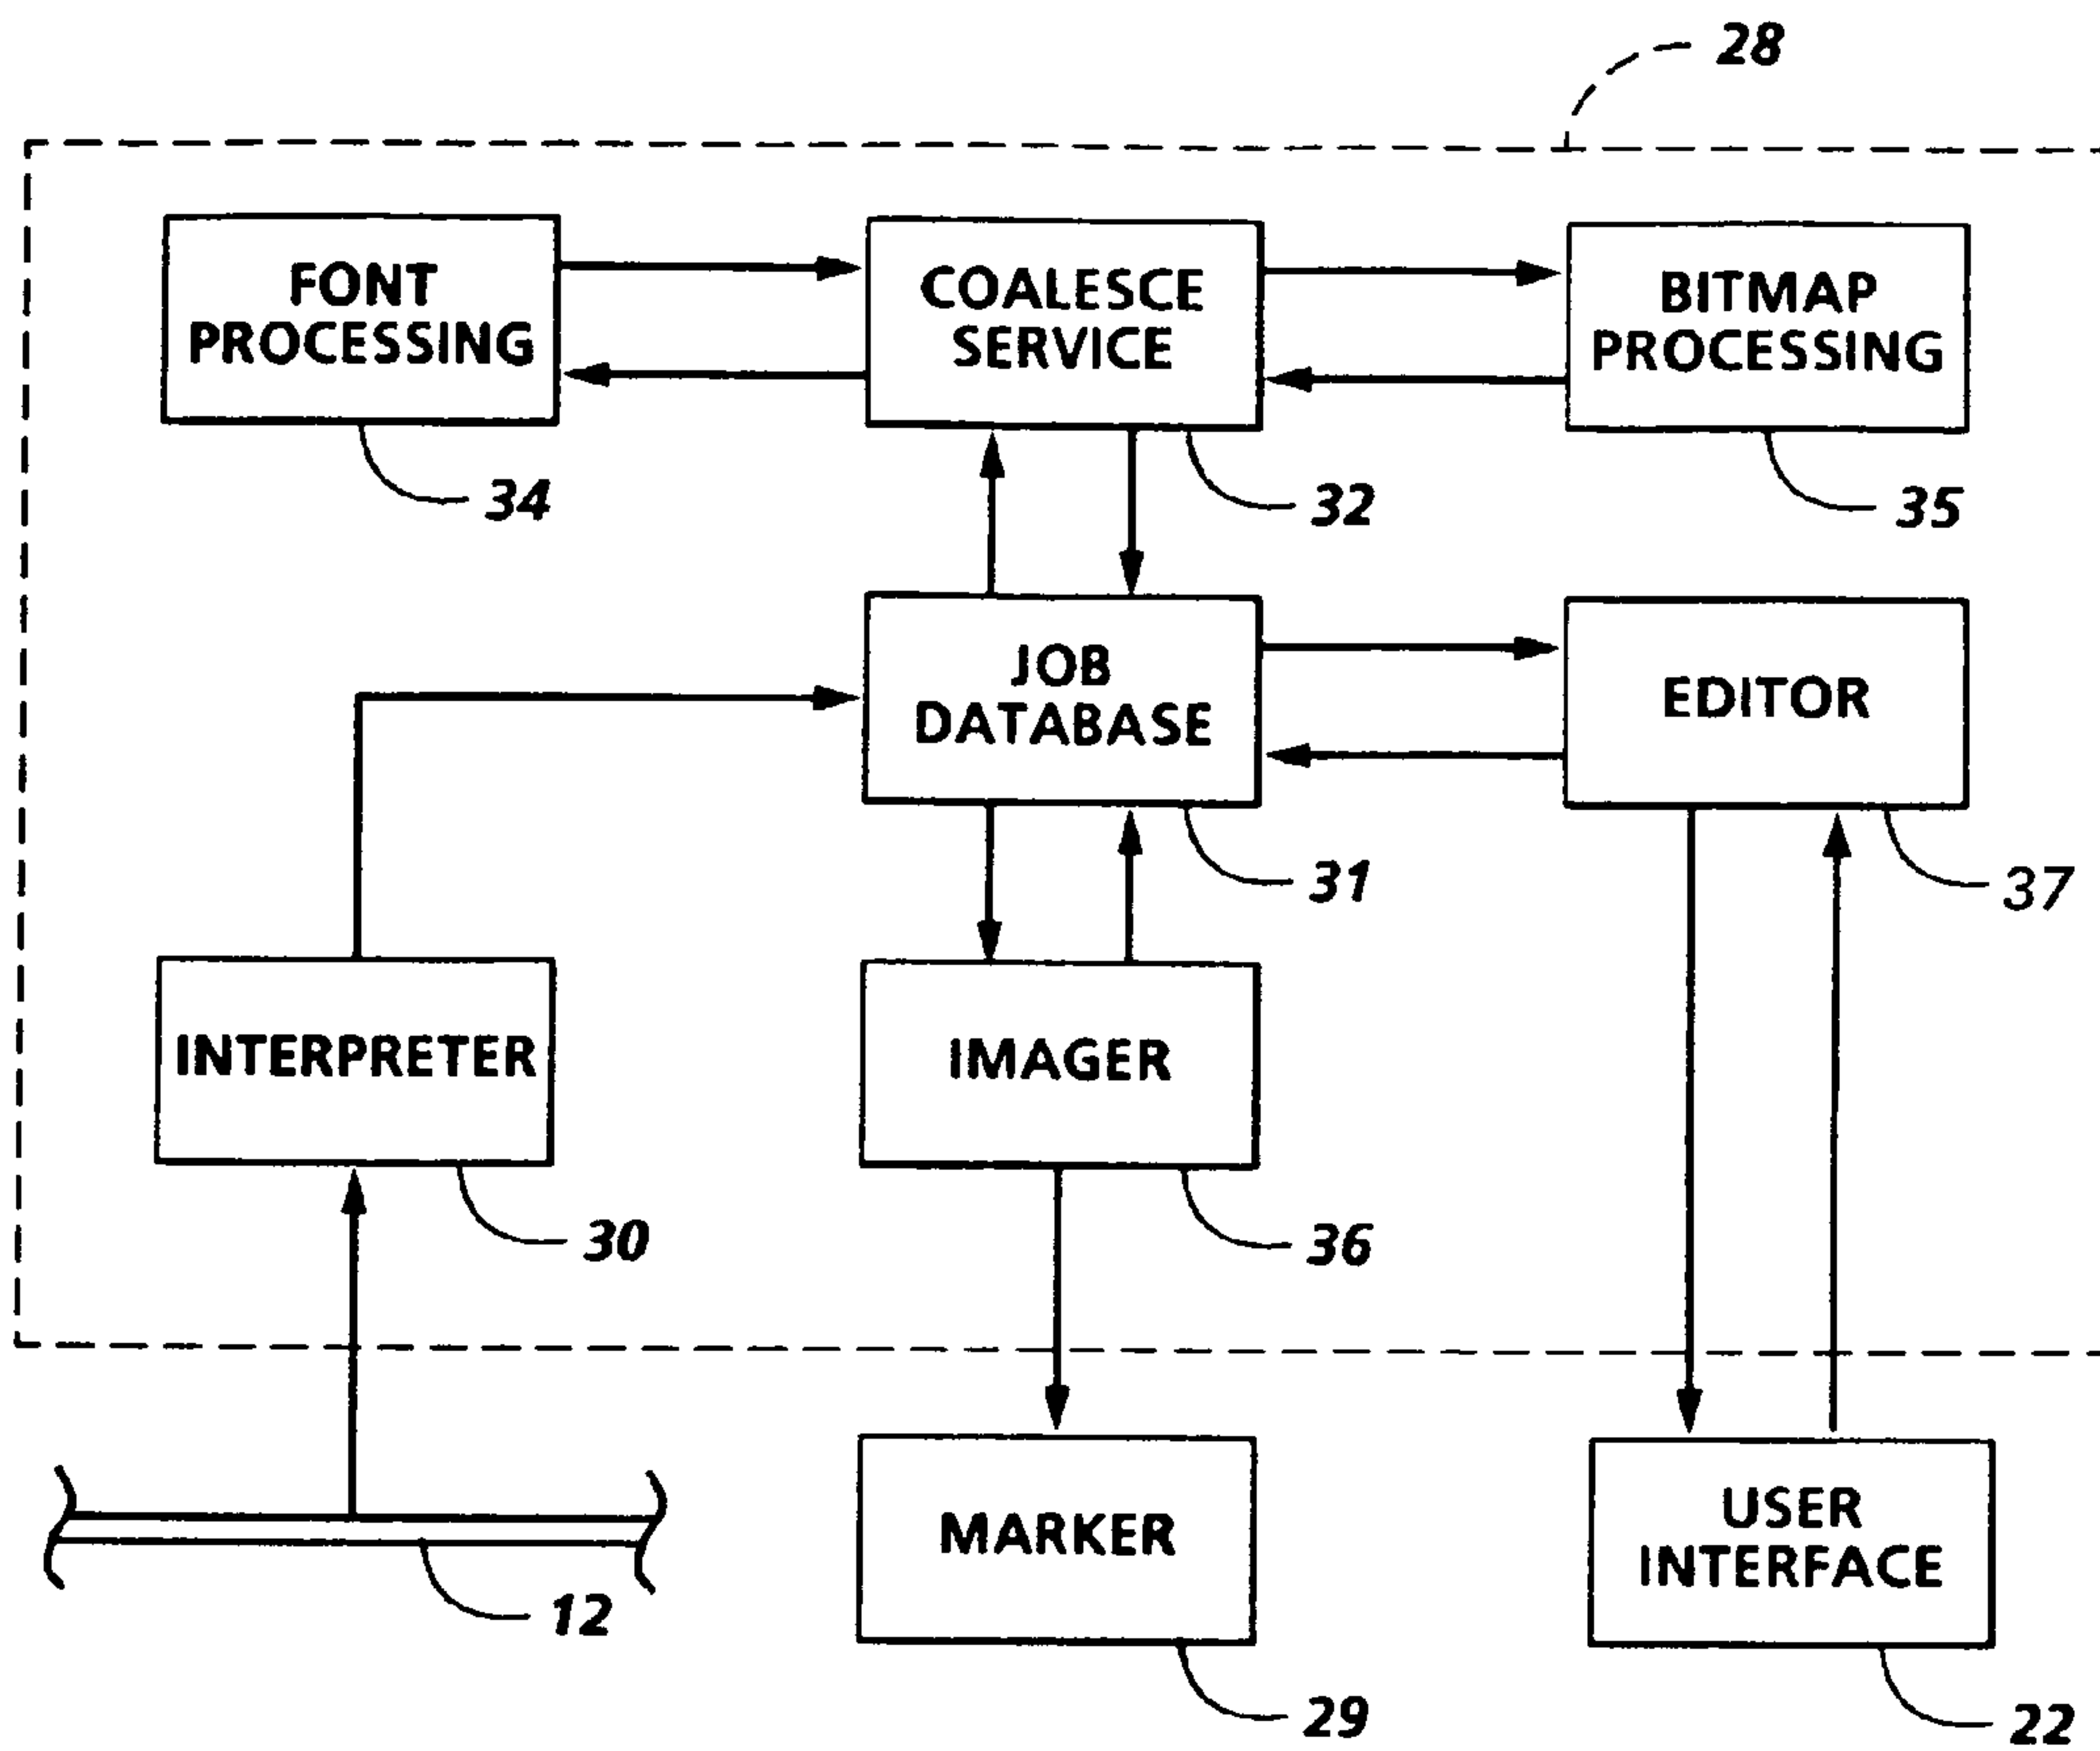 28
FONT
PROCESSING
COALESCE
SERVICE
BITMAP
PROCESSING
34
32
35
JOB
DATABASE
EDITOR
31
37
INTERPRETER
IMAGER
30
36
MARKER
USER
INTERFACE
12
29
22